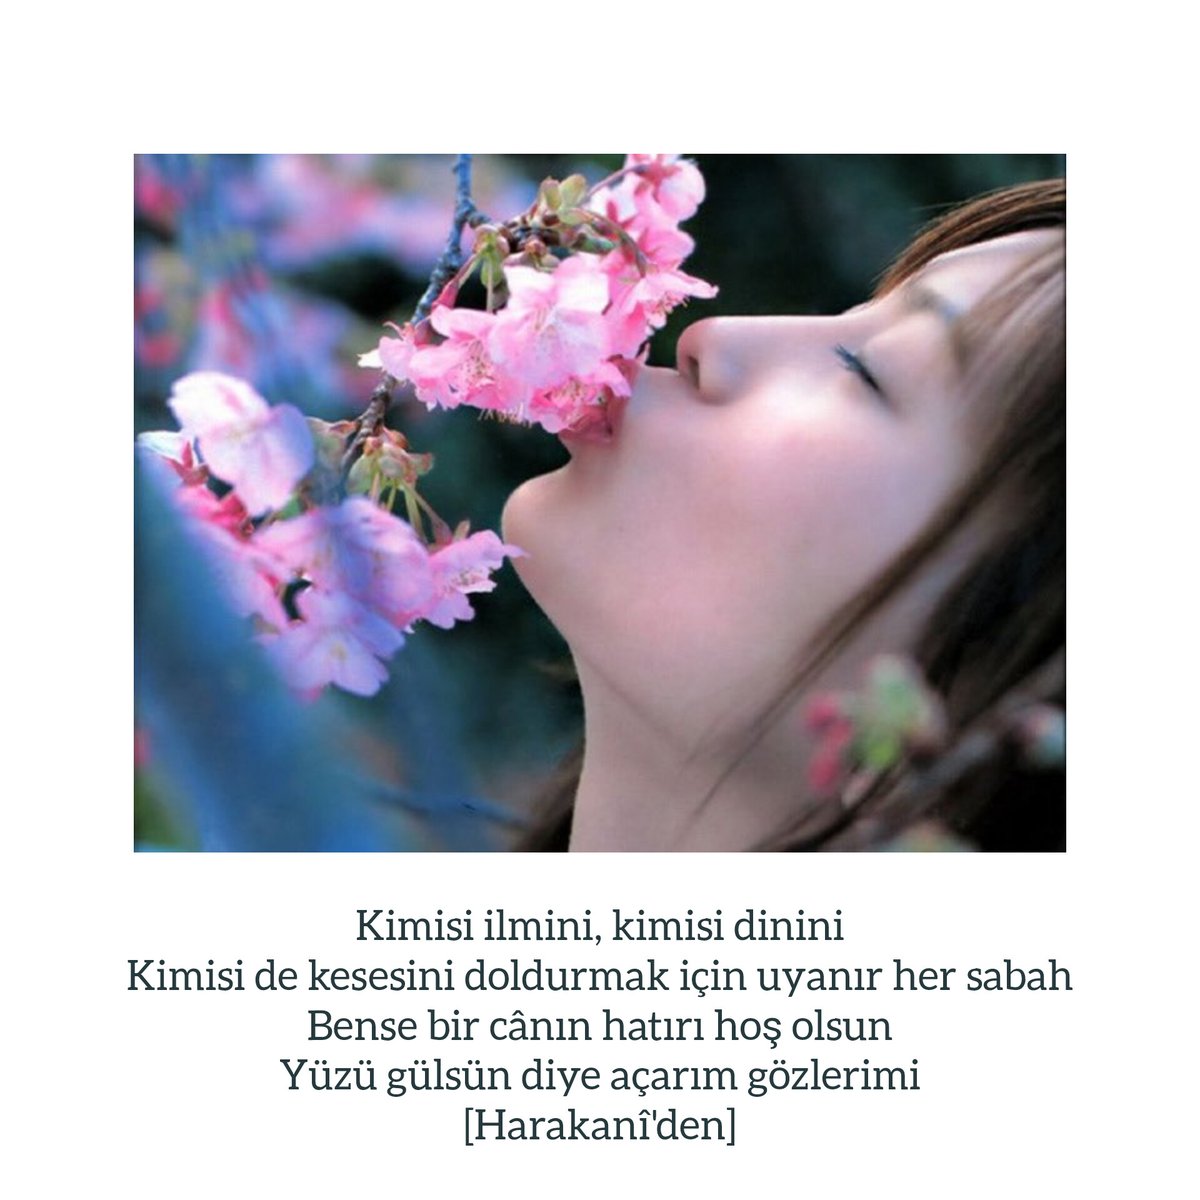 Kimisi ilmini, kimisi dinini
Kimisi de kesesini doldurmak için uyanır her sabah
Bense bir cânın hatırı hoş olsun
Yüzü gülsün diye açarım gözlerimi
[Harakanî'den]